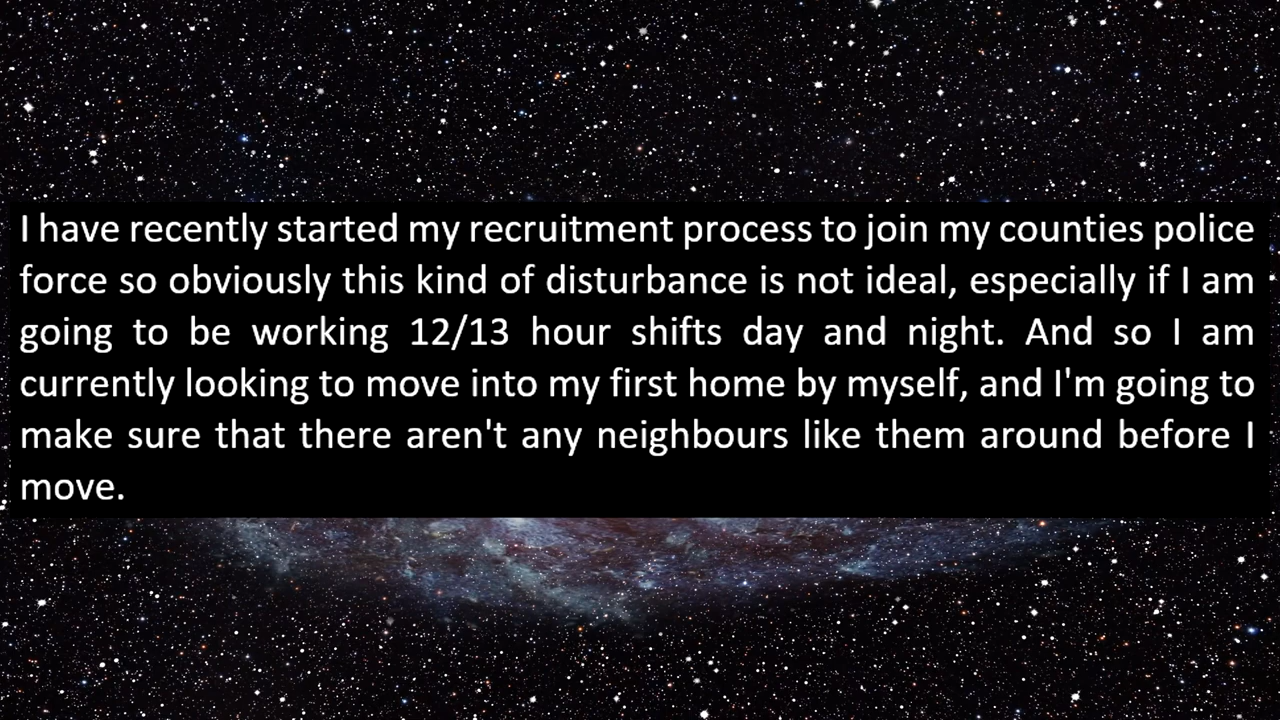 I have recently started my recruitment process to join my counties police
force so obviously this kind of disturbance is not ideal, especially if I am
going to be working 12/13 hour shifts day and night. And so I am
currently looking to move into my first home by myself, and I'm going to
make sure that there aren't any neighbours like them around before I
move.